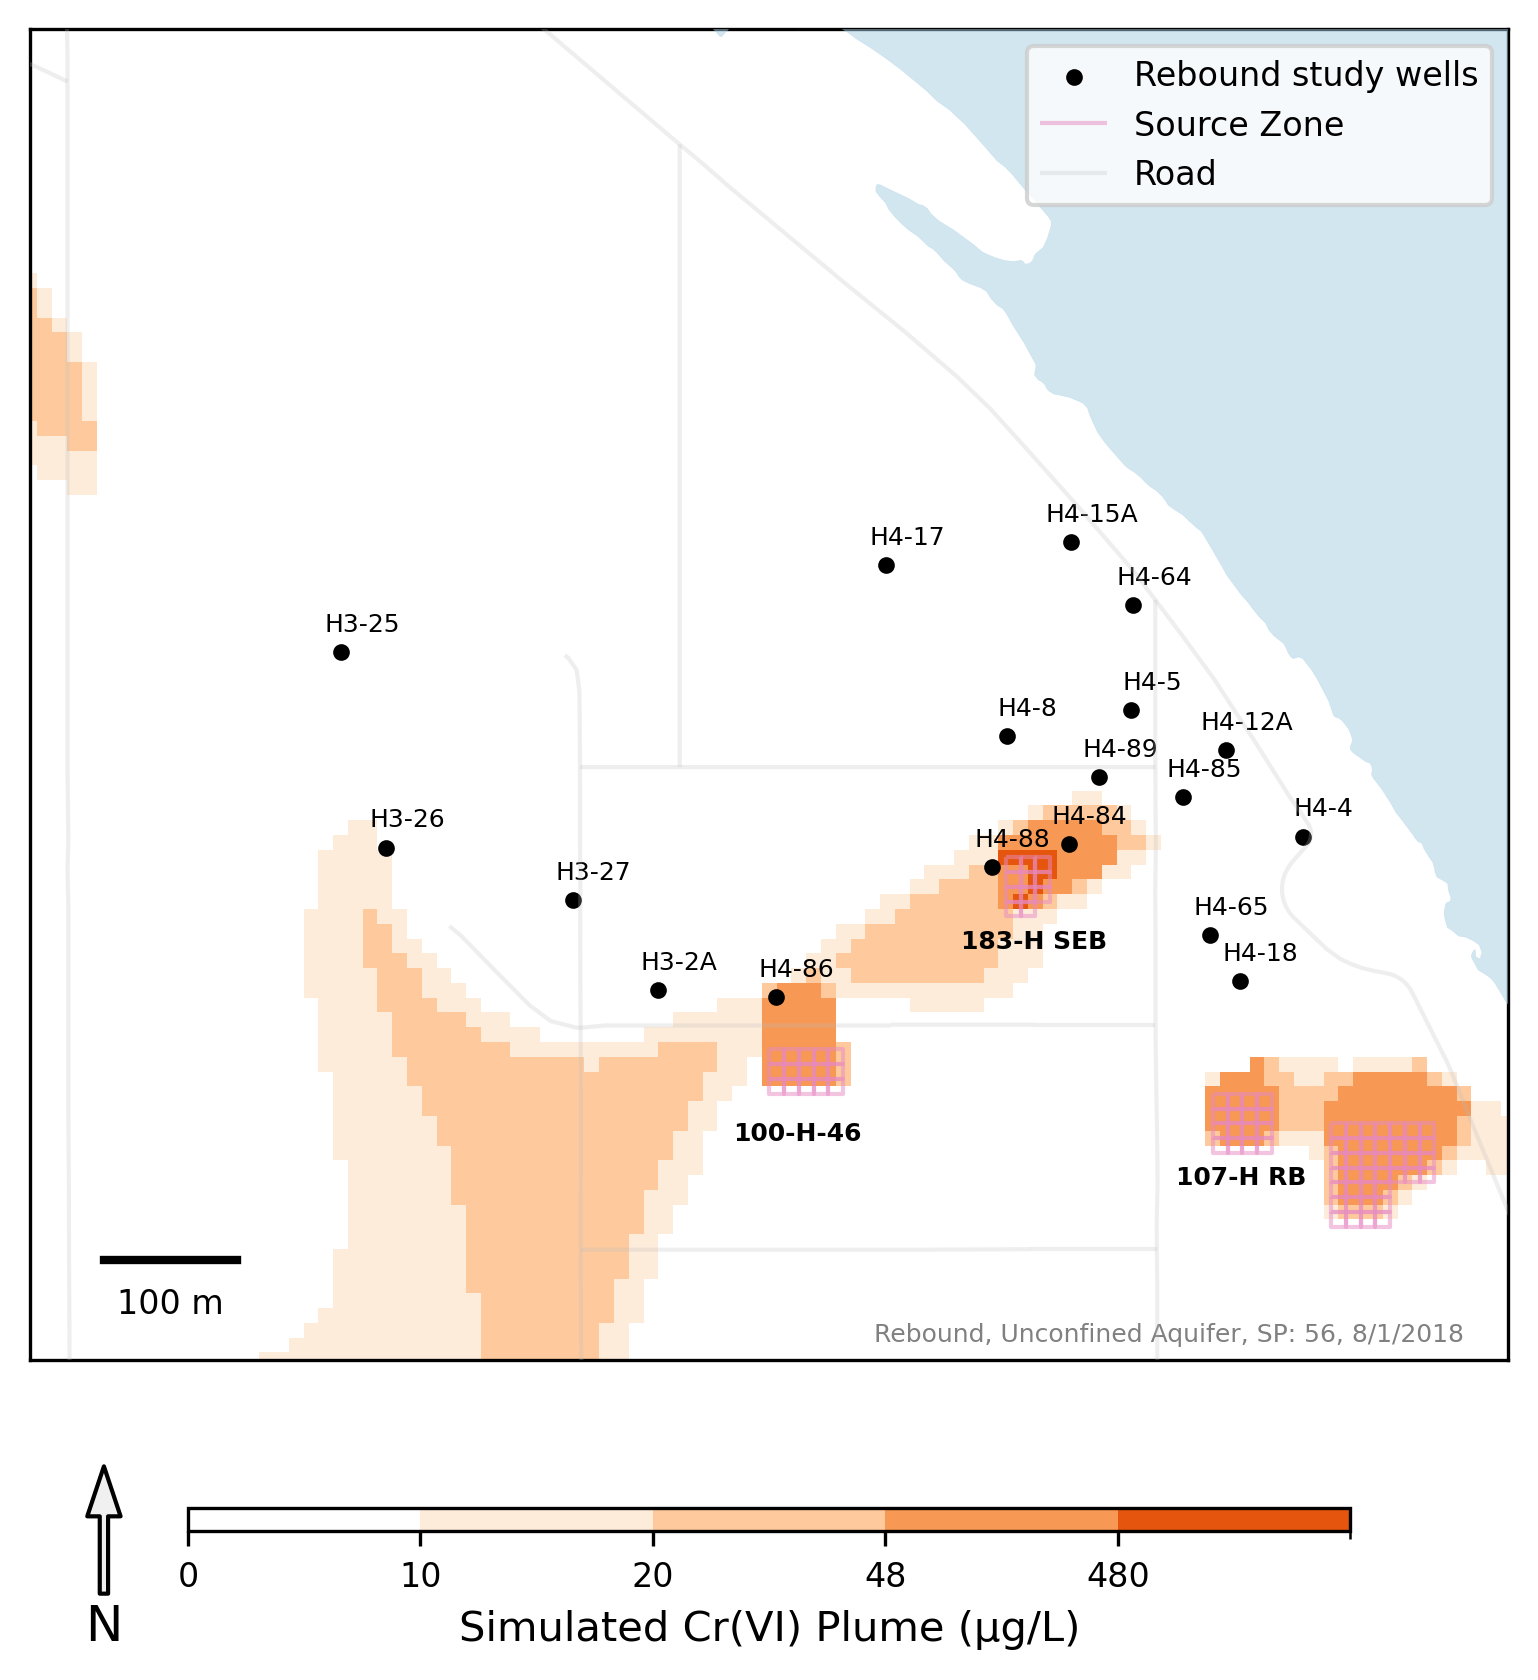 Rebound study wells
Source Zone
Road
H4-15A
H4-17
H4-64
H3-25
H4-5
H4-8
H4-12A
H4-89
H4-85
H4-4
H3-26
H4-84
H4-88
H3-27
H4-65
183-H SEB
H4-18
H3-2A
H4-86
100-H-46
107-H RB
100 m
Rebound, Unconfined Aquifer, SP: 56, 8/1/2018
0 10 20 48 480
N
Simulated Cr(VI) Plume (µg/L)